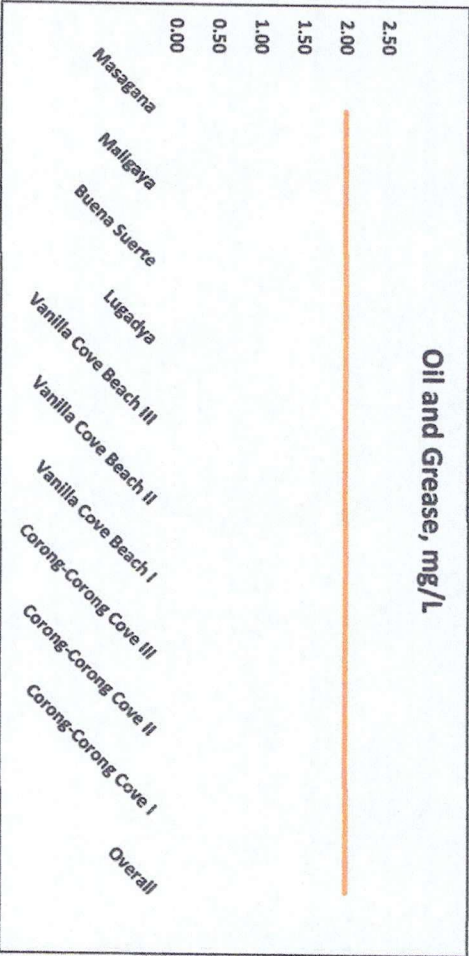 Oil and Grease, mg/L
2.50
2.00
1.50
1.00
0.50
0.00
Masagana
Maligaya
Buena Suerte
Lugadya
Vanilla Cove Beach III
Vanilla Cove Beach II
Vanilla Cove Beach I
Corong-Corong Cove III
Corong-Corong Cove II
Corong-Corong Cove I
Overall